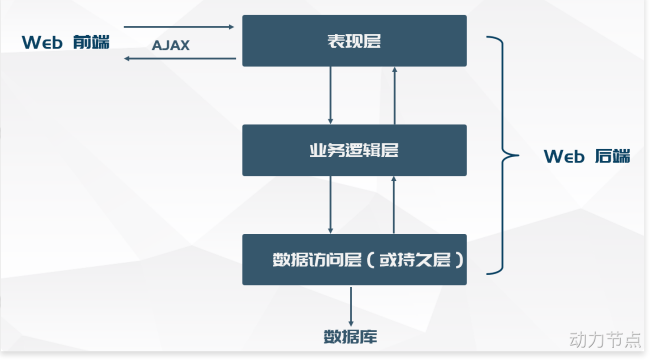 表现层
Web 前端
AJAX
业务逻辑层
Web 后端
数据访问层（或持久层）
数据库
动力节点